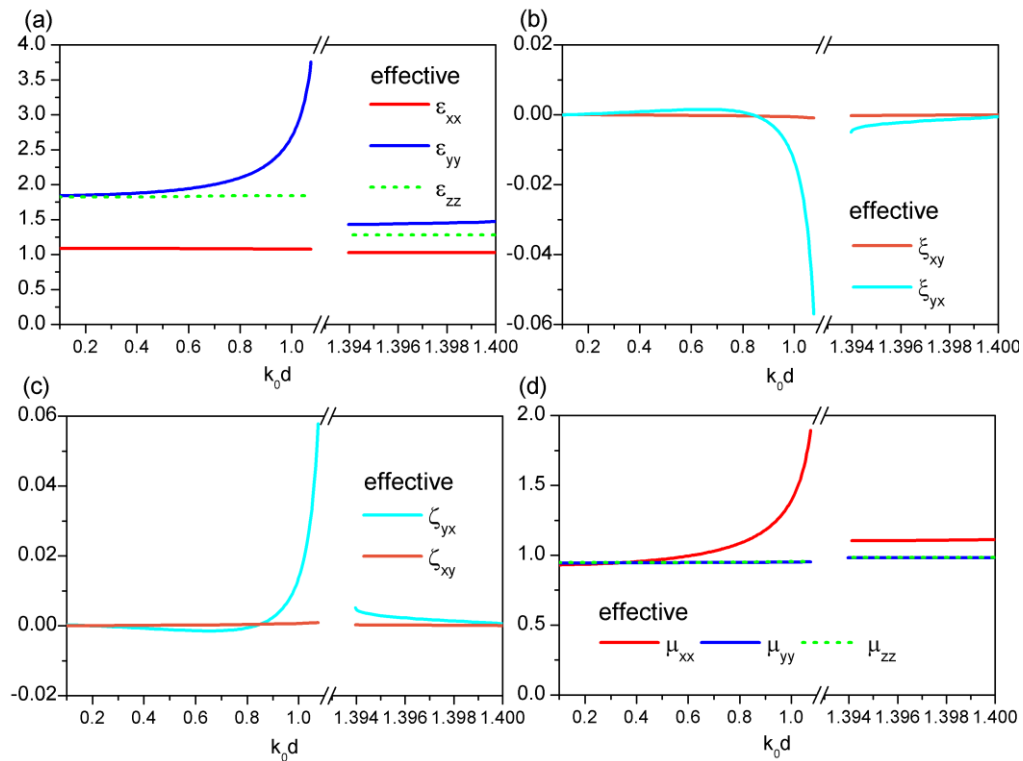 (a)
4.0
3.5
3.0
2.5
2.0
1.5
1.0
0.5
0.0
effective
εxx
εyy
εzz
0.2 0.4 0.6 0.8 1.0 1.394 1.396 1.398 1.400
k0d
(b)
0.02
0.00
-0.02
-0.04
-0.06
effective
ξxy
ξyx
0.2 0.4 0.6 0.8 1.0 1.394 1.396 1.398 1.400
k0d
(c)
0.06
0.04
0.02
0.00
-0.02
effective
ζyx
ζxy
0.2 0.4 0.6 0.8 1.0 1.394 1.396 1.398 1.400
k0d
(d)
2.0
1.5
1.0
0.5
0.0
effective
μxx μyy μzz
0.2 0.4 0.6 0.8 1.0 1.394 1.396 1.398 1.400
k0d